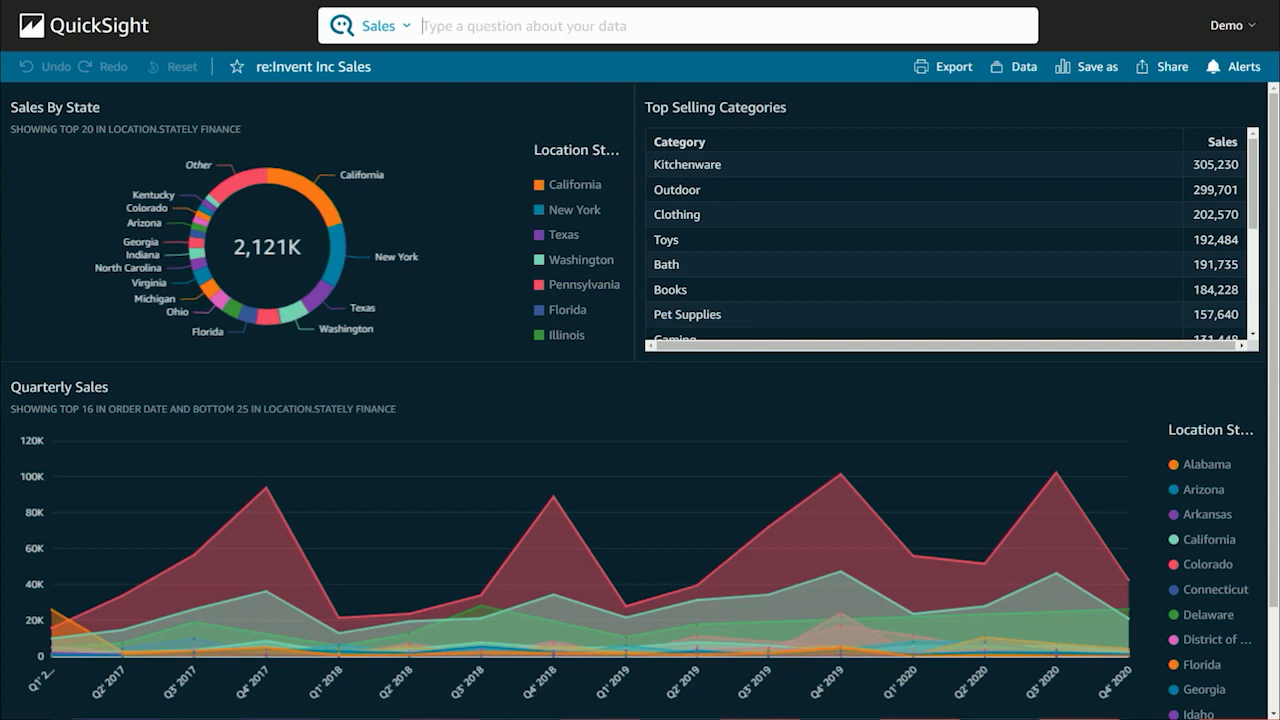 QuickSight
Sales
Type a question about your data
Demo
Undo
Redo
Reset
re:Invent Inc Sales
Export
Data
Save as
Share
Alerts
Sales By State
SHOWING TOP 20 IN LOCATION.STATELY FINANCE
Other
California
Kentucky
Colorado
Arizona
Georgia
Indiana
North Carolina
Virginia
Michigan
Ohio
Florida
Washington
Texas
New York
2,121K
Location St...
California
New York
Texas
Washington
Pennsylvania
Florida
Illinois
Top Selling Categories
Category Sales
Kitchenware 305,230
Outdoor 299,701
Clothing 202,570
Toys 192,484
Bath 191,735
Books 184,228
Pet Supplies 157,640
Gaming 131,448
Quarterly Sales
SHOWING TOP 16 IN ORDER DATE AND BOTTOM 25 IN LOCATION.STATELY FINANCE
120K
100K
80K
60K
40K
20K
0
Q1' 2...
Q2' 2017
Q3' 2017
Q4' 2017
Q1' 2018
Q2' 2018
Q3' 2018
Q4' 2018
Q1' 2019
Q2' 2019
Q3' 2019
Q4' 2019
Q1' 2020
Q2' 2020
Q3' 2020
Q4' 2020
Location St...
Alabama
Arizona
Arkansas
California
Colorado
Connecticut
Delaware
District of ...
Florida
Georgia
Idaho